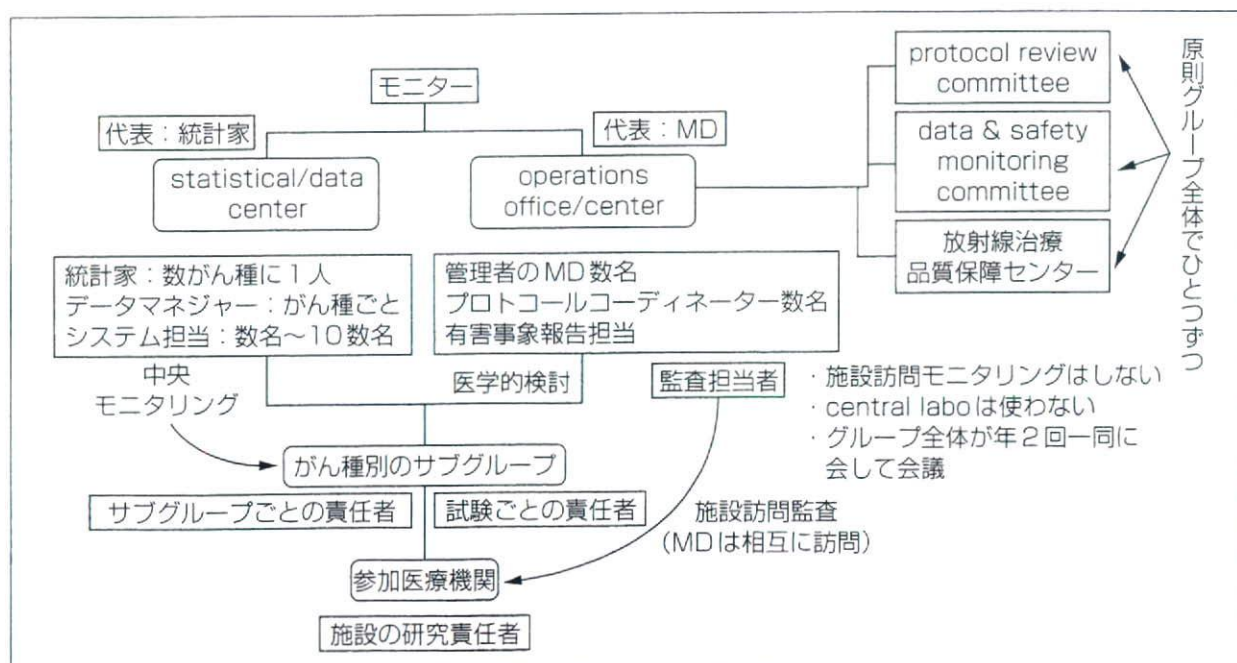 モニター
代表：統計家
代表：MD
statistical/data
center
operations
office/center
protocol review
committee
data & safety
monitoring
committee
放射線治療
品質保障センター
原則グループ全体でひとつずつ
統計家：数がん種に1人
データマネジャー：がん種ごと
システム担当：数名〜10数名
管理者のMD数名
プロトコールコーディネーター数名
有害事象報告担当
中央
モニタリング
医学的検討
監査担当者
・施設訪問モニタリングはしない
・central laboは使わない
・グループ全体が年2回一同に
会して会議
がん種別のサブグループ
サブグループごとの責任者
試験ごとの責任者
施設訪問監査
(MDは相互に訪問)
参加医療機関
施設の研究責任者